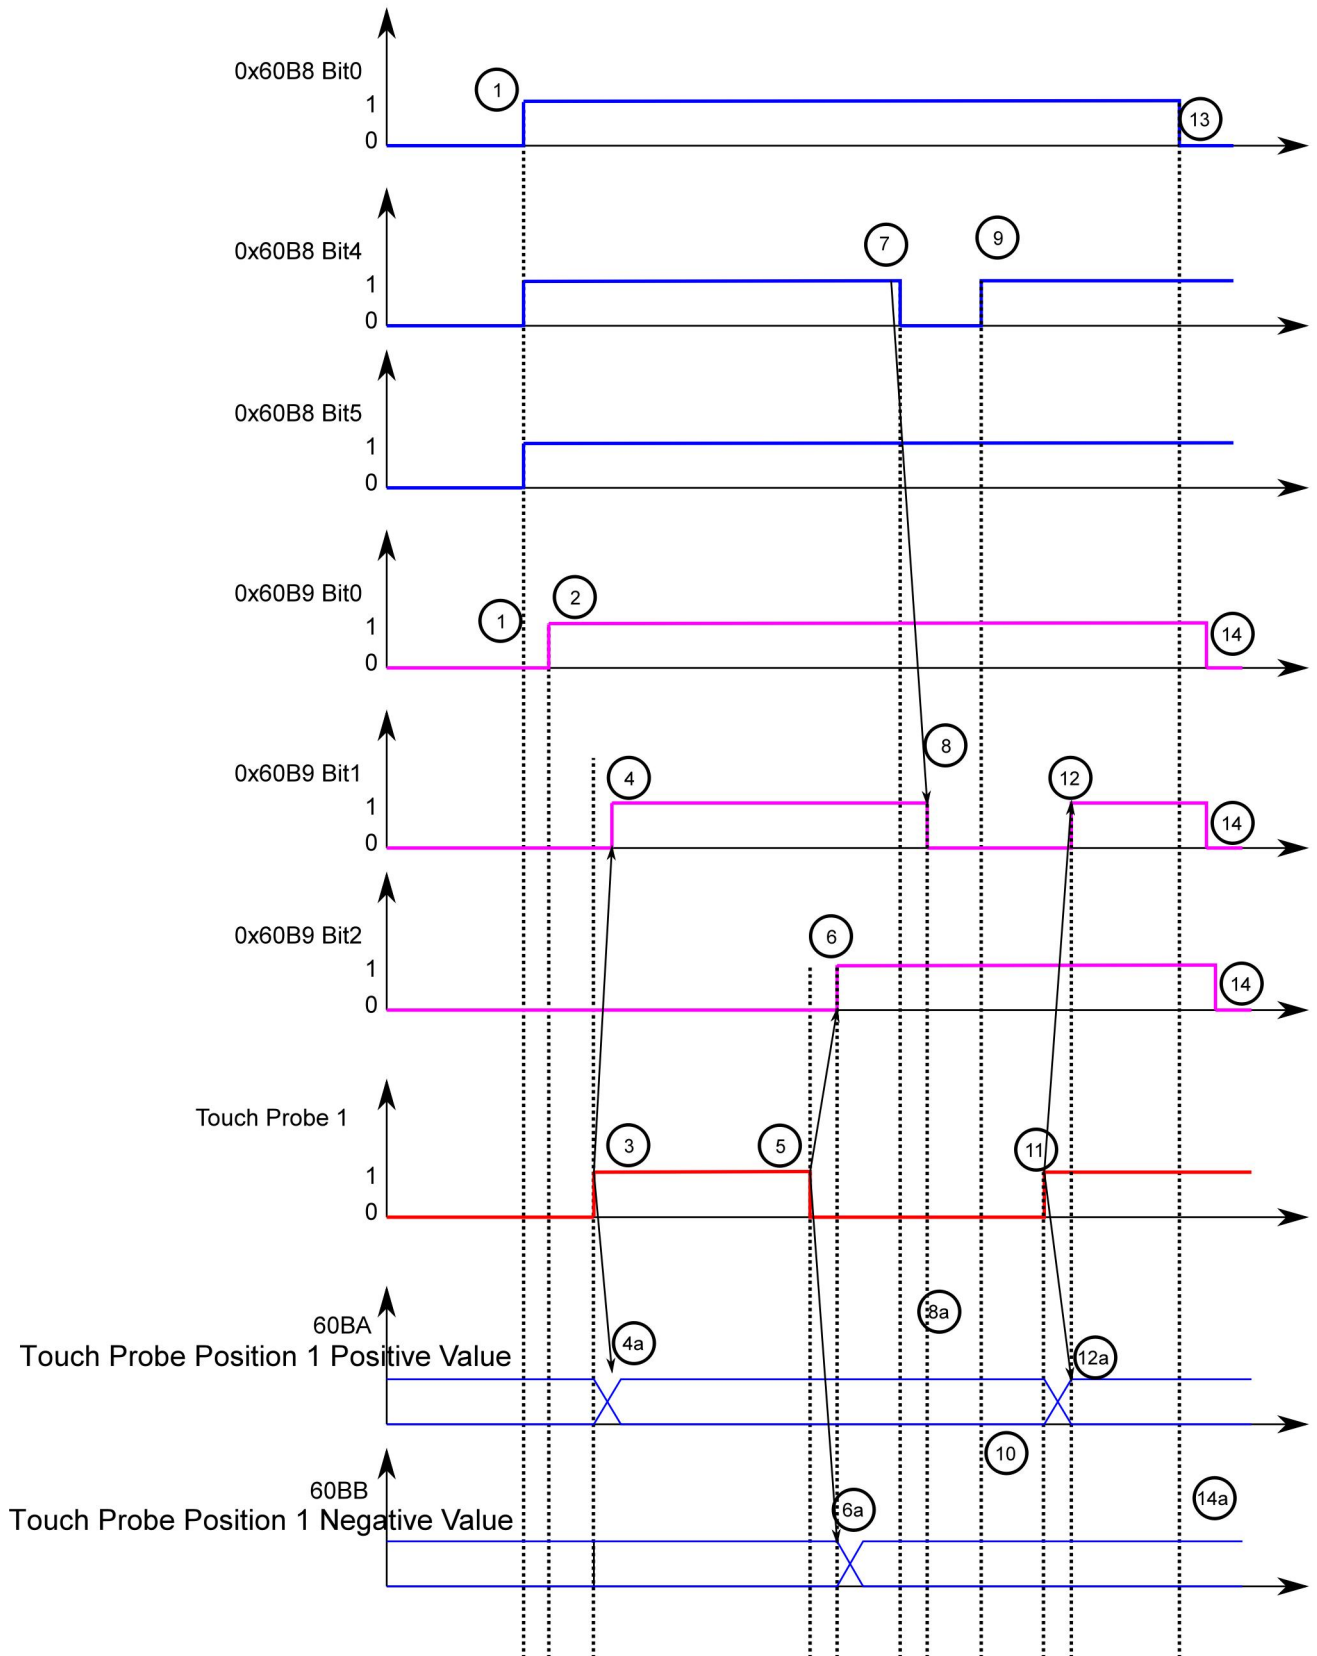 0x60B8 Bit0
1
1
13
0
0x60B8 Bit4
7
9
1
0
0x60B8 Bit5
1
0
0x60B9 Bit0
2
1
1
14
0
0x60B9 Bit1
8
4
12
1
14
0
0x60B9 Bit2
6
1
14
0
Touch Probe 1
3
5
11
1
0
60BA
8a
Touch Probe Position 1 Positive Value
4a
12a
10
60BB
14a
Touch Probe Position 1 Negative Value
6a